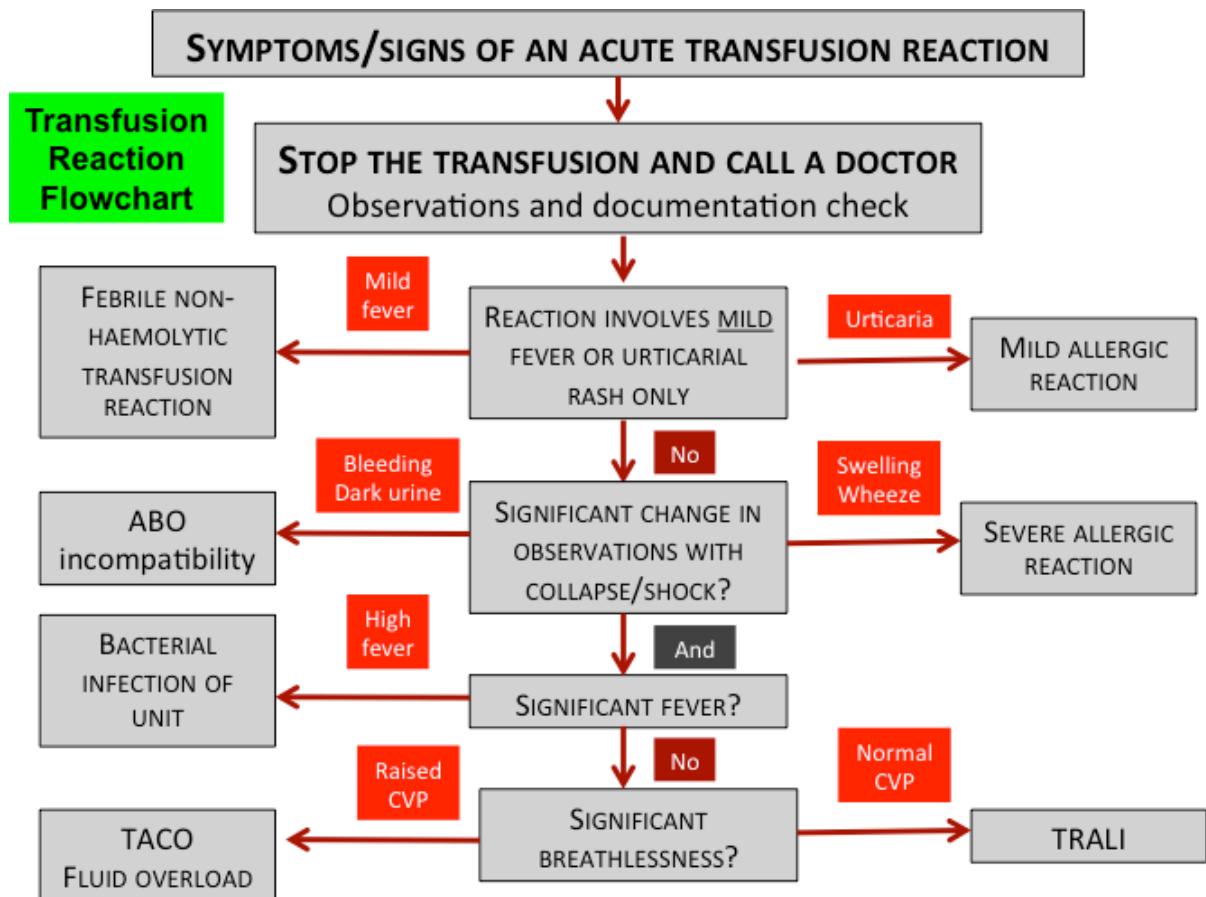 SYMPTOMS/SIGNS OF AN ACUTE TRANSFUSION REACTION
Transfusion
Reaction
Flowchart
STOP THE TRANSFUSION AND CALL A DOCTOR
Observations and documentation check
FEBRILE NON-
HAEMOLYTIC
TRANSFUSION
REACTION
Mild
fever
REACTION INVOLVES MILD
FEVER OR URTICARIAL
RASH ONLY
Urticaria
MILD ALLERGIC
REACTION
No
ABO
incompatibility
Bleeding
Dark urine
SIGNIFICANT CHANGE IN
OBSERVATIONS WITH
COLLAPSE/SHOCK?
Swelling
Wheeze
SEVERE ALLERGIC
REACTION
And
BACTERIAL
INFECTION OF
UNIT
High
fever
SIGNIFICANT FEVER?
No
TACO
FLUID OVERLOAD
Raised
CVP
SIGNIFICANT
BREATHLESSNESS?
Normal
CVP
TRALI